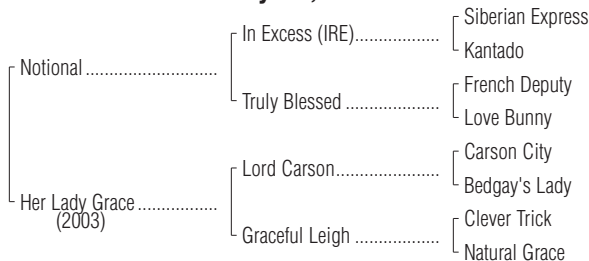 Siberian Express
In Excess (IRE)..................
Kantado
Notional ............................
French Deputy
Truly Blessed ....................
Love Bunny
Carson City
Lord Carson......................
Bedgay's Lady
Her Lady Grace .................
(2003)
Clever Trick
Graceful Leigh ..................
Natural Grace